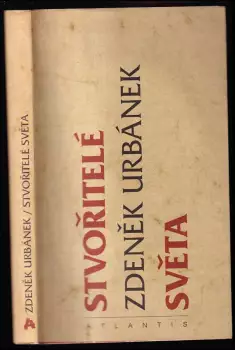 ZDENĚK URBÁNEK / STVOŘITELÉ SVĚTA
STVOŘITELÉ
ZDENĚK URBÁNEK
SVĚTA
ATLANTIS